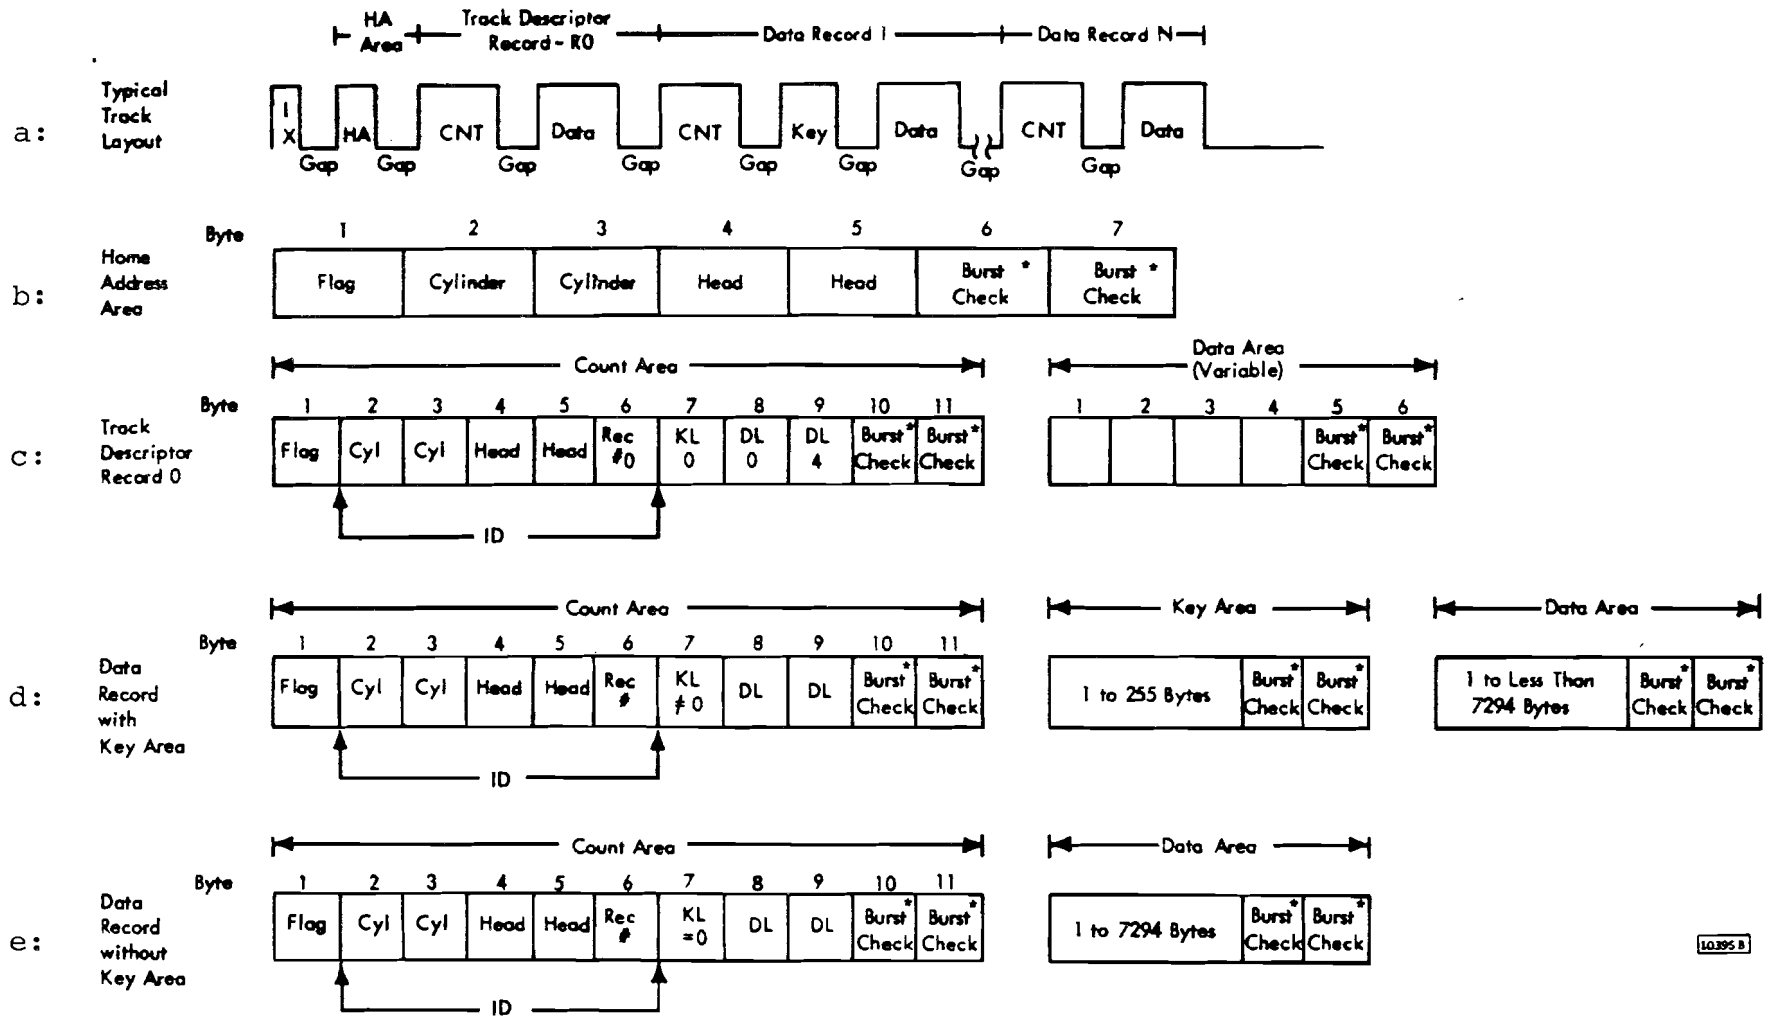 HA Area
Track Descriptor Record - R0
Data Record 1
Data Record N
a:
Typical Track Layout
I X
HA
CNT
Data
CNT
Key
Data
CNT
Data
Gap Gap Gap Gap Gap Gap Gap Gap
b:
Home Address Area
Byte 1 2 3 4 5 6 7
Flag
Cylinder
Cylinder
Head
Head
Burst * Check
Burst * Check
c:
Track Descriptor Record 0
Count Area
Data Area (Variable)
Byte 1 2 3 4 5 6 7 8 9 10 11
1 2 3 4 5 6
Flag
Cyl
Cyl
Head
Head
Rec #0
KL 0
DL 0
DL 4
Burst* Check
Burst* Check
Burst* Check
Burst* Check
ID
d:
Data Record with Key Area
Count Area
Key Area
Data Area
Byte 1 2 3 4 5 6 7 8 9 10 11
Flag
Cyl
Cyl
Head
Head
Rec #
KL ≠ 0
DL
DL
Burst* Check
Burst* Check
1 to 255 Bytes
Burst* Check
Burst* Check
1 to Less Than 7294 Bytes
Burst* Check
Burst* Check
ID
e:
Data Record without Key Area
Count Area
Data Area
Byte 1 2 3 4 5 6 7 8 9 10 11
Flag
Cyl
Cyl
Head
Head
Rec #
KL =0
DL
DL
Burst* Check
Burst* Check
1 to 7294 Bytes
Burst* Check
Burst* Check
ID
10395 B